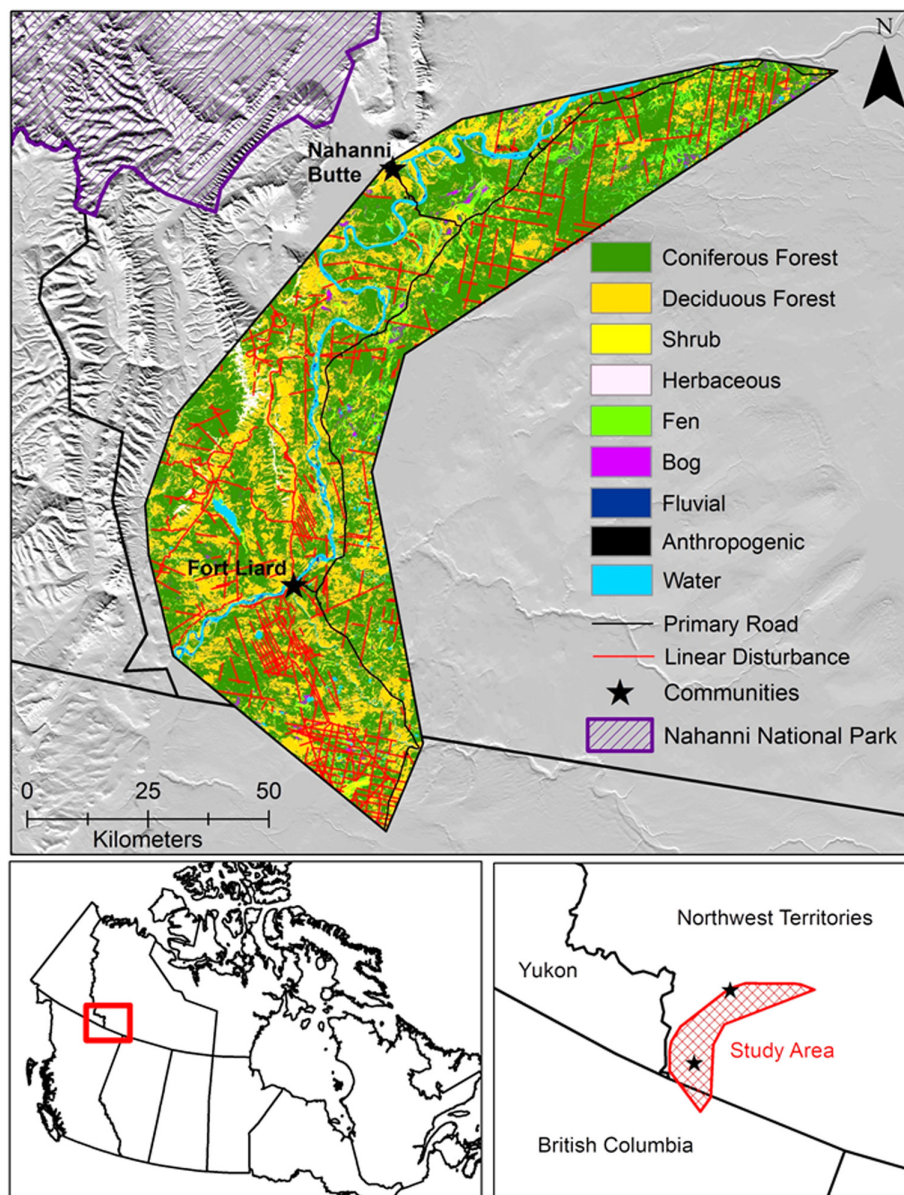 N
Nahanni
Butte
Fort Liard
Coniferous Forest
Deciduous Forest
Shrub
Herbaceous
Fen
Bog
Fluvial
Anthropogenic
Water
Primary Road
Linear Disturbance
Communities
Nahanni National Park
0 25 50
Kilometers
Northwest Territories
Yukon
Study Area
British Columbia